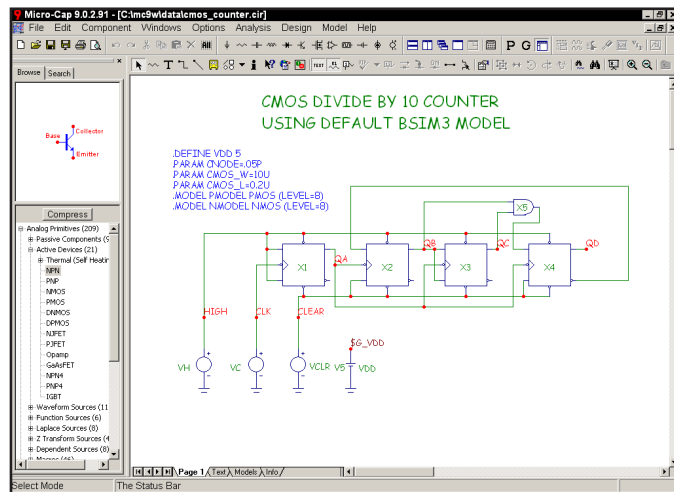 Micro-Cap 9.0.2.91 - [C:\mc9w\data\cmos_counter.cir]
File Edit Component Windows Options Analysis Design Model Help
P G
TEXT
Browse Search
Collector
Base
Emitter
Compress
Analog Primitives (209)
Passive Components (9
Active Devices (21)
Thermal (Self Heatin
NPN
PNP
NMOS
PMOS
DNMOS
DPMOS
NJFET
PJFET
Opamp
GaAsFET
NPN4
PNP4
IGBT
Waveform Sources (11
Function Sources (6)
Laplace Sources (8)
Z Transform Sources (4
Dependent Sources (8)
Macros (46)
CMOS DIVIDE BY 10 COUNTER
USING DEFAULT BSIM3 MODEL
.DEFINE VDD 5
.PARAM CNODE=.05P
.PARAM CMOS_W=10U
.PARAM CMOS_L=0.2U
.MODEL PMODEL PMOS (LEVEL=8)
.MODEL NMODEL NMOS (LEVEL=8)
X5
QA QB QC QD
X1 X2 X3 X4
HIGH CLK CLEAR
$G_VDD
VH VC VCLR V5 VDD
Page 1 Text Models Info
Select Mode The Status Bar